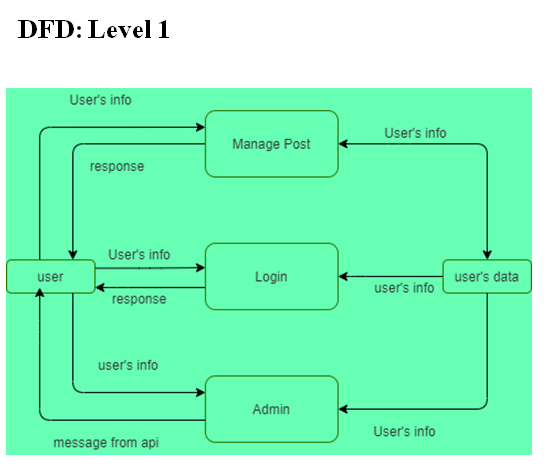 DFD: Level 1
User's info
Manage Post
User's info
response
User's info
user
Login
user's data
response
user's info
user's info
Admin
User's info
message from api